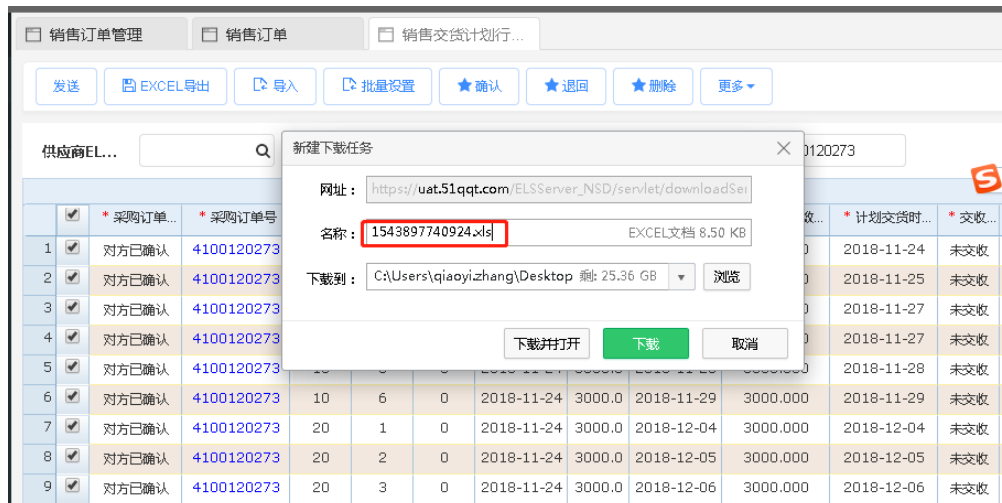 销售订单管理 销售订单 销售交货计划行...
发送 EXCEL导出 导入 批量设置 确认 退回 删除 更多
供应商EL... 0120273
新建下载任务
网址： https://uat.51qqt.com/ELSServer_NSD/servlet/downloadSer
名称： 1543897740924.xls EXCEL文档 8.50 KB
下载到： C:\Users\qiaoyi.zhang\Desktop 剩: 25.36 GB 浏览
下载并打开 下载 取消
* 采购订单... * 采购订单号 * 计划交货时... * 交收...
1 对方已确认 4100120273 2018-11-24 未交收
2 对方已确认 4100120273 2018-11-25 未交收
3 对方已确认 4100120273 2018-11-27 未交收
4 对方已确认 4100120273 2018-11-27 未交收
5 对方已确认 4100120273 2018-11-28 未交收
6 对方已确认 4100120273 10 6 0 2018-11-24 3000.0 2018-11-29 3000.000 2018-11-29 未交收
7 对方已确认 4100120273 20 1 0 2018-11-24 3000.0 2018-12-04 3000.000 2018-12-04 未交收
8 对方已确认 4100120273 20 2 0 2018-11-24 3000.0 2018-12-05 3000.000 2018-12-05 未交收
9 对方已确认 4100120273 20 3 0 2018-11-24 3000.0 2018-12-06 3000.000 2018-12-06 未交收